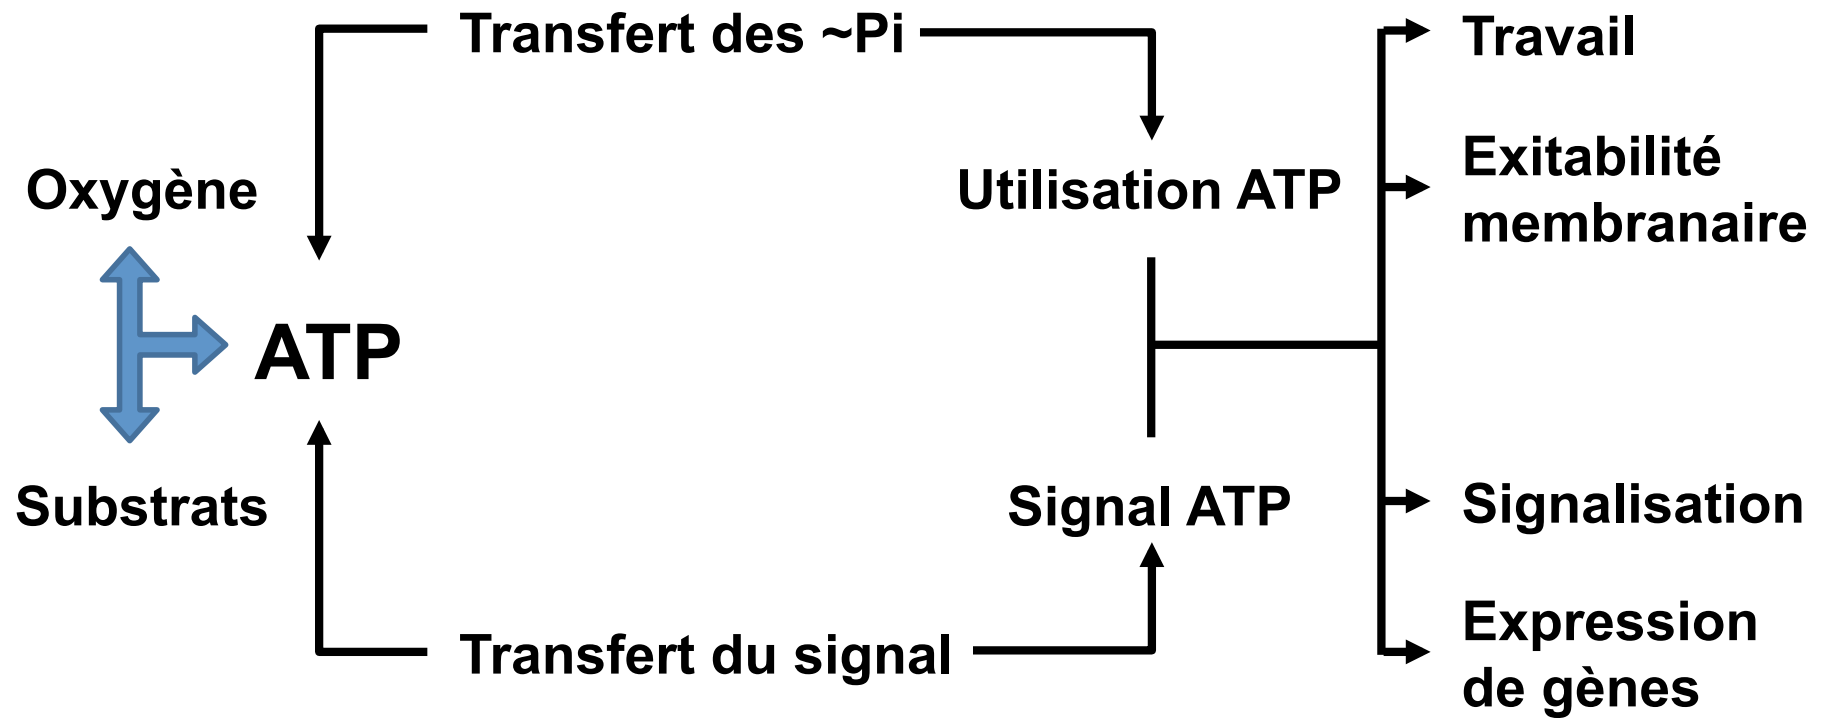 Transfert des ~Pi
Travail
Oxygène
Utilisation ATP
Exitabilité
membranaire
ATP
Substrats
Signal ATP
Signalisation
Transfert du signal
Expression
de gènes